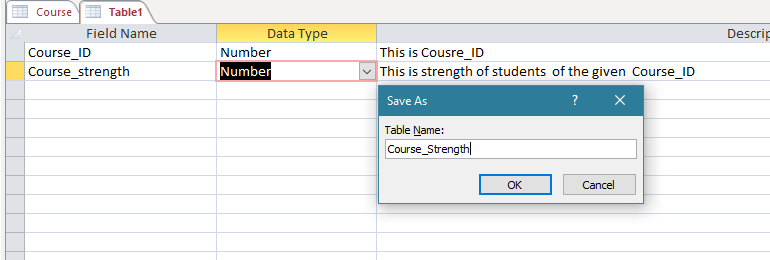 Course Table1
Field Name Data Type Descrip
Course_ID Number This is Cousre_ID
Course_strength Number This is strength of students of the given Course_ID
Save As ?
Table Name:
Course_Strength
OK Cancel